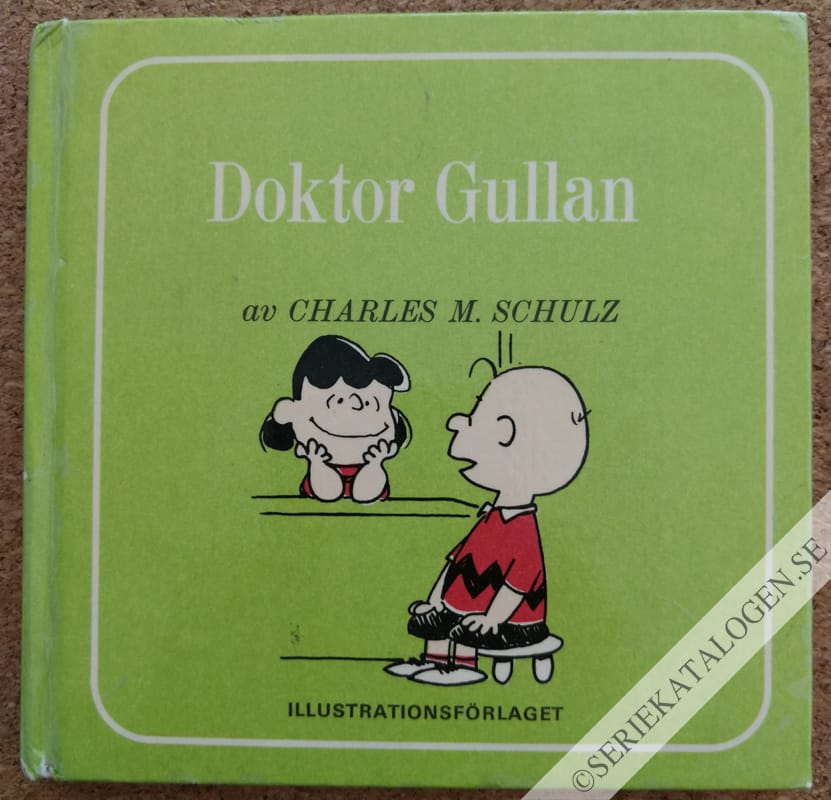 Doktor Gullan
av CHARLES M. SCHULZ
ILLUSTRATIONSFÖRLAGET
©SERIEKATALOGEN.SE